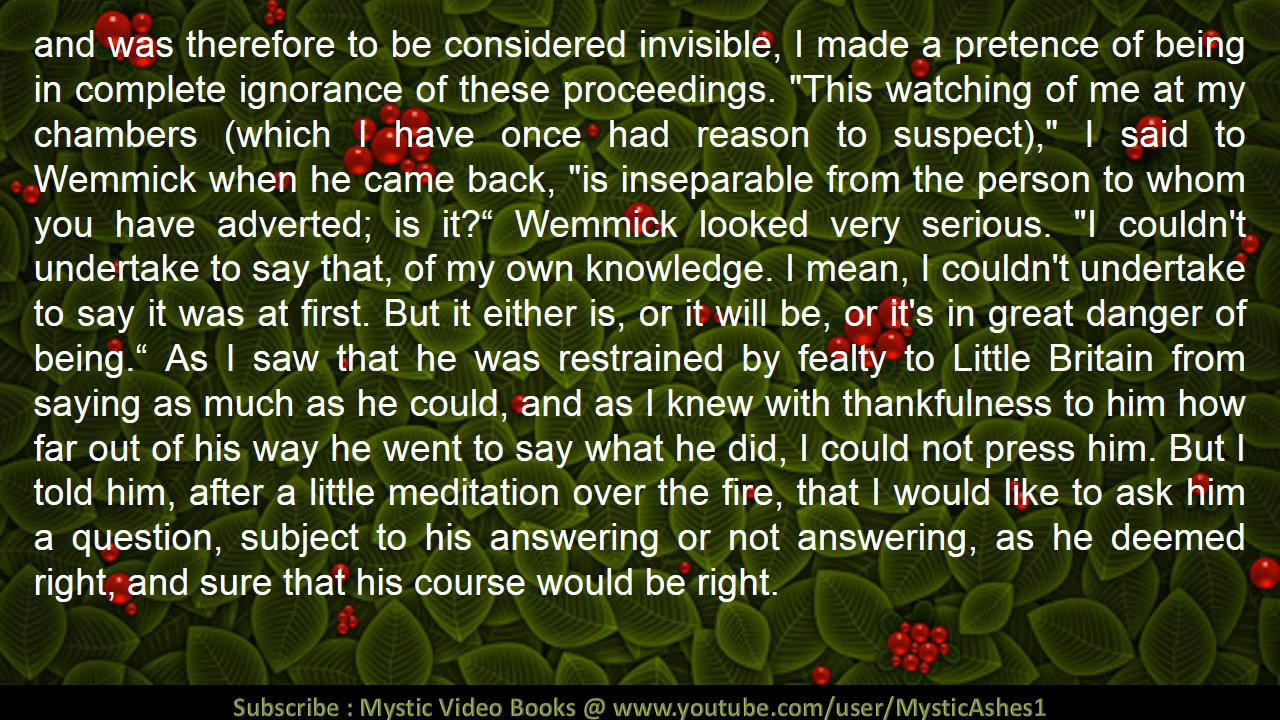 and was therefore to be considered invisible, I made a pretence of being
in complete ignorance of these proceedings. "This watching of me at my
chambers (which I have once had reason to suspect)," I said to
Wemmick when he came back, "is inseparable from the person to whom
you have adverted; is it?“ Wemmick looked very serious. "I couldn't
undertake to say that, of my own knowledge. I mean, I couldn't undertake
to say it was at first. But it either is, or it will be, or it's in great danger of
being.“ As I saw that he was restrained by fealty to Little Britain from
saying as much as he could, and as I knew with thankfulness to him how
far out of his way he went to say what he did, I could not press him. But I
told him, after a little meditation over the fire, that I would like to ask him
a question, subject to his answering or not answering, as he deemed
right, and sure that his course would be right.
Subscribe : Mystic Video Books @ www.youtube.com/user/MysticAshes1